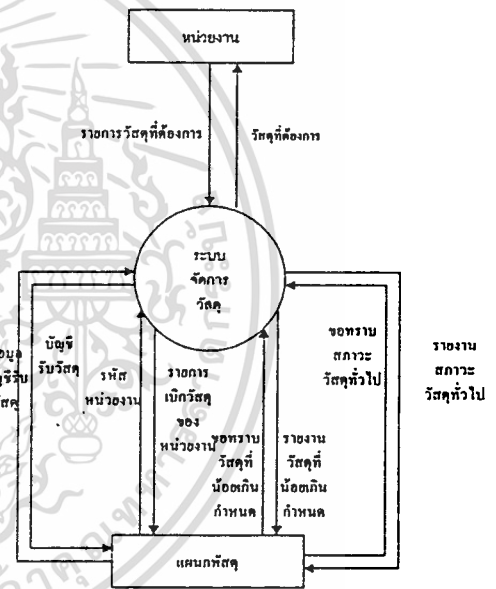 หน่วยงาน
รายการวัสดุที่ต้องการ
วัสดุที่ต้องการ
ระบบ
จัดการ
วัสดุ
บัญชี
รับวัสดุ
รหัส
หน่วยงาน
รายการ
เบิกวัสดุ
ของ
หน่วยงาน
ขอทราบ
วัสดุที่
น้อยเกิน
กำหนด
รายงาน
วัสดุที่
น้อยเกิน
กำหนด
ขอทราบ
สภาวะ
วัสดุทั่วไป
รายงาน
สภาวะ
วัสดุทั่วไป
แผนกพัสดุ